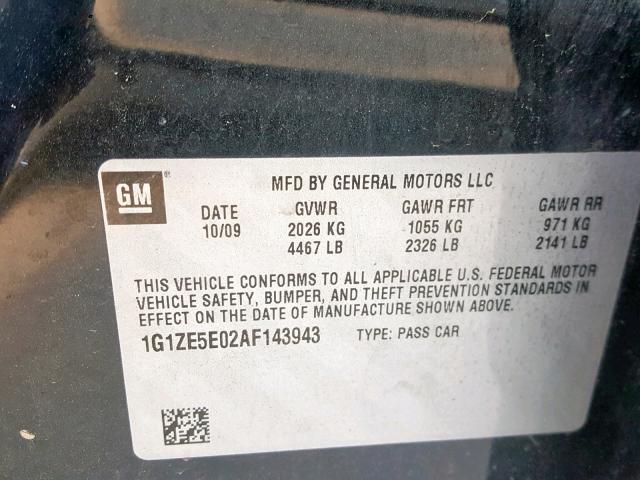 GM
MFD BY GENERAL MOTORS LLC
DATE GVWR GAWR FRT GAWR RR
10/09 2026 KG 1055 KG 971 KG
4467 LB 2326 LB 2141 LB
THIS VEHICLE CONFORMS TO ALL APPLICABLE U.S. FEDERAL MOTOR
VEHICLE SAFETY, BUMPER, AND THEFT PREVENTION STANDARDS IN
EFFECT ON THE DATE OF MANUFACTURE SHOWN ABOVE.
1G1ZE5E02AF143943 TYPE: PASS CAR